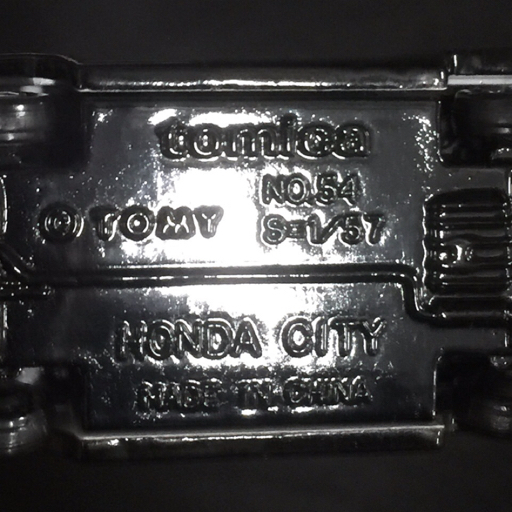 tomica
NO.54
© TOMY S=1/57
HONDA CITY
MADE IN CHINA